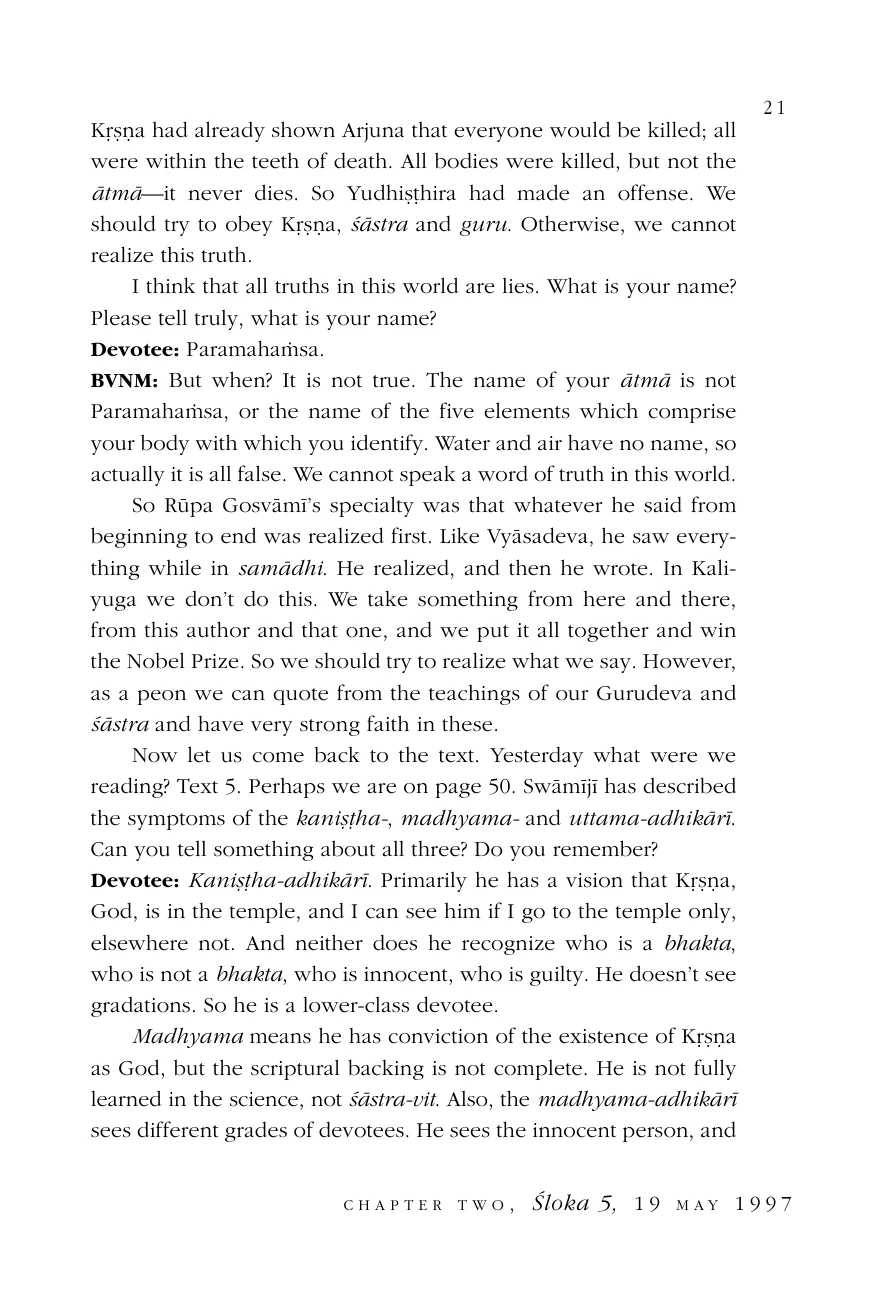 21
Kṛṣṇa had already shown Arjuna that everyone would be killed; all
were within the teeth of death. All bodies were killed, but not the
ātmā—it never dies. So Yudhiṣṭhira had made an offense. We
should try to obey Kṛṣṇa, śāstra and guru. Otherwise, we cannot
realize this truth.
I think that all truths in this world are lies. What is your name?
Please tell truly, what is your name?
Devotee: Paramahaṁsa.
BVNM: But when? It is not true. The name of your ātmā is not
Paramahaṁsa, or the name of the five elements which comprise
your body with which you identify. Water and air have no name, so
actually it is all false. We cannot speak a word of truth in this world.
So Rūpa Gosvāmī’s specialty was that whatever he said from
beginning to end was realized first. Like Vyāsadeva, he saw every-
thing while in samādhi. He realized, and then he wrote. In Kali-
yuga we don’t do this. We take something from here and there,
from this author and that one, and we put it all together and win
the Nobel Prize. So we should try to realize what we say. However,
as a peon we can quote from the teachings of our Gurudeva and
śāstra and have very strong faith in these.
Now let us come back to the text. Yesterday what were we
reading? Text 5. Perhaps we are on page 50. Swāmījī has described
the symptoms of the kaniṣṭha-, madhyama- and uttama-adhikārī.
Can you tell something about all three? Do you remember?
Devotee: Kaniṣṭha-adhikārī. Primarily he has a vision that Kṛṣṇa,
God, is in the temple, and I can see him if I go to the temple only,
elsewhere not. And neither does he recognize who is a bhakta,
who is not a bhakta, who is innocent, who is guilty. He doesn’t see
gradations. So he is a lower-class devotee.
Madhyama means he has conviction of the existence of Kṛṣṇa
as God, but the scriptural backing is not complete. He is not fully
learned in the science, not śāstra-vit. Also, the madhyama-adhikārī
sees different grades of devotees. He sees the innocent person, and
CHAPTER TWO, Śloka 5, 19 MAY 1997